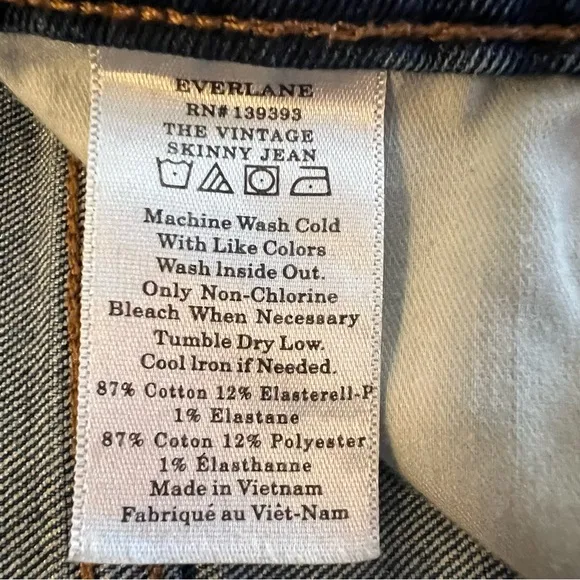 EVERLANE
RN# 139393
THE VINTAGE
SKINNY JEAN
Machine Wash Cold
With Like Colors
Wash Inside Out.
Only Non-Chlorine
Bleach When Necessary
Tumble Dry Low.
Cool Iron if Needed.
87% Cotton 12% Elasterell-P
1% Elastane
87% Coton 12% Polyester
1% Élasthanne
Made in Vietnam
Fabriqué au Viêt-Nam